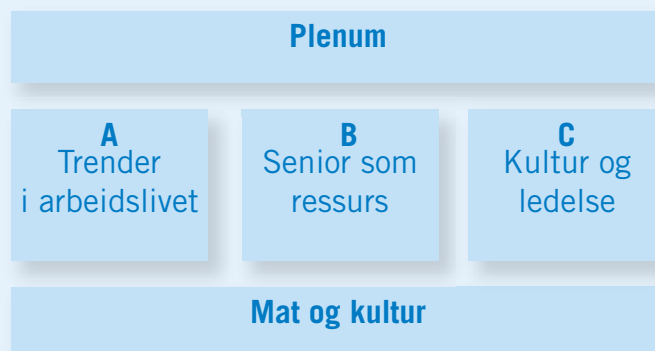 Plenum
A
Trender
i arbeidslivet
B
Senior som
ressurs
C
Kultur og
ledelse
Mat og kultur